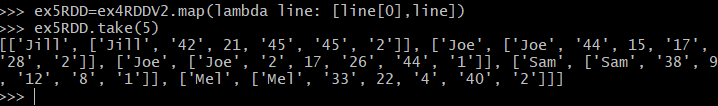 >>> ex5RDD=ex4RDDV2.map(lambda line: [line[0],line])
>>> ex5RDD.take(5)
[['Jill', ['Jill', '42', 21, '45', '45', '2']], ['Joe', ['Joe', '44', 15, '17',
'28', '2']], ['Joe', ['Joe', '2', 17, '26', '44', '1']], ['Sam', ['Sam', '38', 9
, '12', '8', '1']], ['Mel', ['Mel', '33', 22, '4', '40', '2']]]
>>>